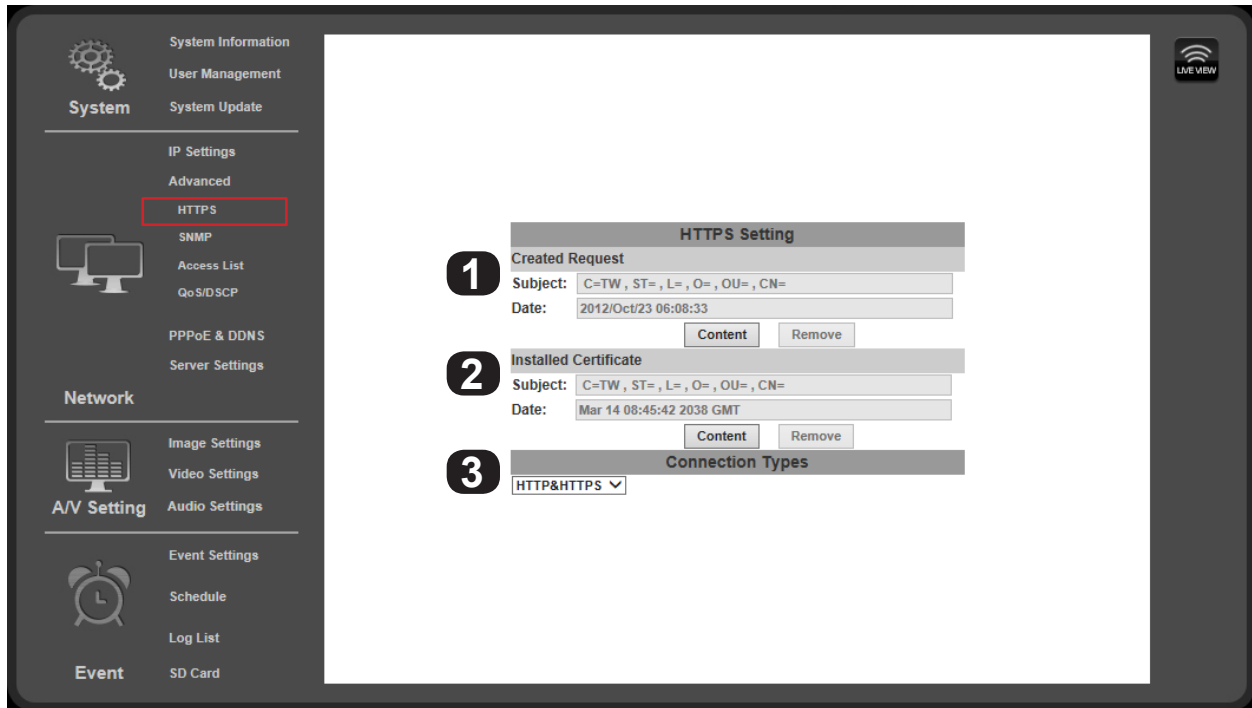 System Information
User Management
System
System Update
IP Settings
Advanced
HTTPS
SNMP
Access List
QoS/DSCP
PPPoE & DDNS
Server Settings
Network
Image Settings
Video Settings
A/V Setting
Audio Settings
Event Settings
Schedule
Log List
Event
SD Card
HTTPS Setting
1
Created Request
Subject: C=TW , ST= , L= , O= , OU= , CN=
Date: 2012/Oct/23 06:08:33
Content Remove
2
Installed Certificate
Subject: C=TW , ST= , L= , O= , OU= , CN=
Date: Mar 14 08:45:42 2038 GMT
Content Remove
3
Connection Types
HTTP&HTTPS
LIVE VIEW